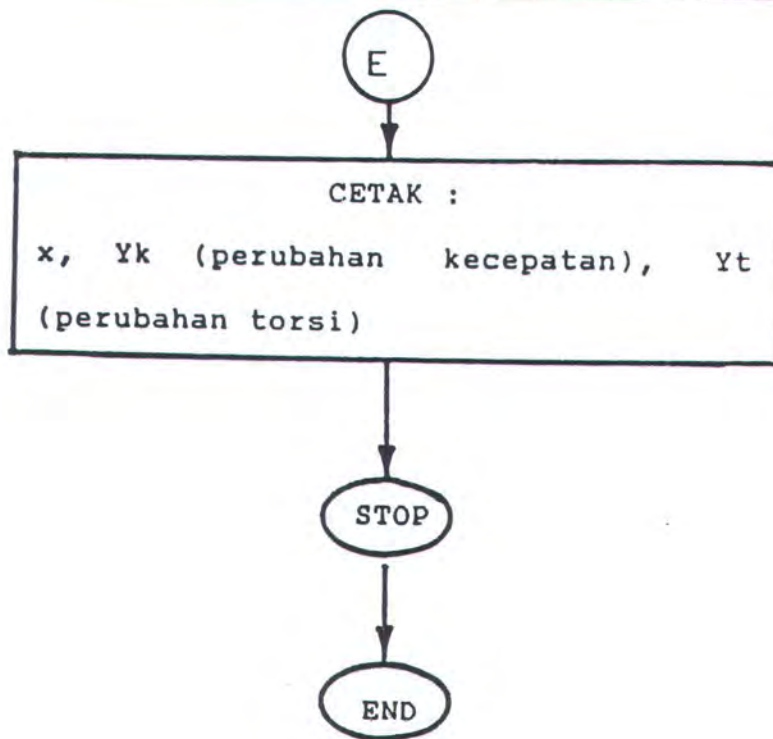 E
CETAK :
x, Yk (perubahan kecepatan), Yt
(perubahan torsi)
STOP
END